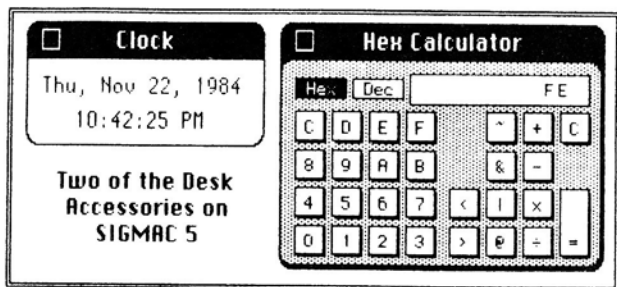 Clock
Thu, Nov 22, 1984
10:42:25 PM
Two of the Desk
Accessories on
SIGMAC 5
Hex Calculator
Hex Dec FE
C D E F ^ + C
8 9 A B & -
4 5 6 7 < | ×
0 1 2 3 > @ ÷ =